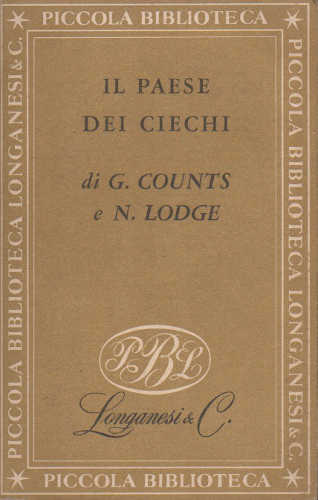 PICCOLA BIBLIOTECA
IL PAESE
DEI CIECHI
di G. COUNTS
e N. LODGE
PBL
Longanesi & C.
PICCOLA BIBLIOTECA
PICCOLA BIBLIOTECA LONGANESI & C.
PICCOLA BIBLIOTECA LONGANESI & C.